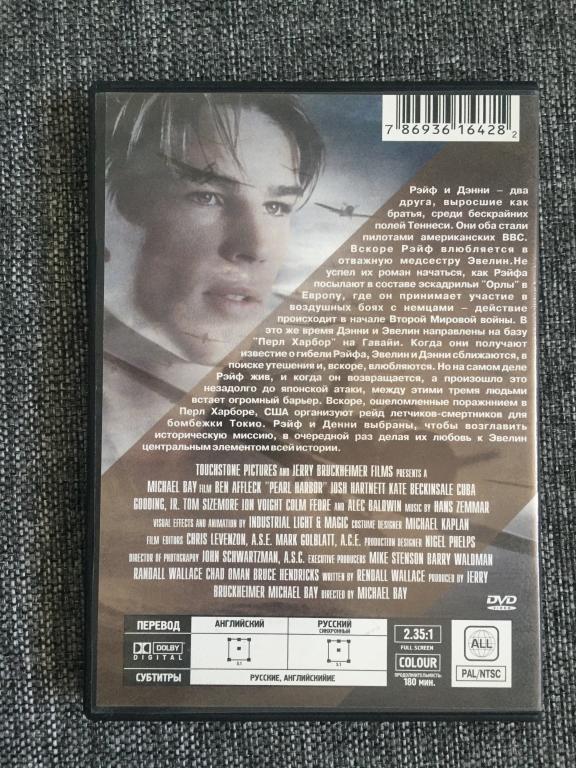 7 86936 16428 2
Рэйф и Дэнни – два
друга, выросшие как
братья, среди бескрайних
полей Теннеси. Они оба стали
пилотами американских ВВС.
Вскоре Рэйф влюбляется в
отважную медсестру Эвелин.Не
успел их роман начаться, как Рэйфа
посылают в составе эскадрильи "Орлы" в
Европу, где он принимает участие в
воздушных боях с немцами – действие
происходит в начале Второй Мировой войны. В
это же время Дэнни и Эвелин направлены на базу
"Перл Харбор" на Гавайи. Когда они получают
известие о гибели Рэйфа, Эвелин и Дэнни сближаются, в
поиске утешения и, вскоре, влюбляются. Но на самом деле
Рэйф жив, и когда он возвращается, а произошло это
незадолго до японской атаки, между этими тремя людьми
встает огромный барьер. Вскоре, ошеломленные поражннием в
Перл Харборе, США организуют рейд летчиков-смертников для
бомбежки Токио. Рэйф и Денни выбраны, чтобы возглавить
историческую миссию, в очередной раз делая их любовь к Эвелин
центральным элементом всей истории.
TOUCHSTONE PICTURES AND JERRY BRUCKHEIMER FILMS PRESENTS A
MICHAEL BAY FILM BEN AFFLECK "PEARL HARBOR" JOSH HARTNETT KATE BECKINSALE CUBA
GOODING, JR. TOM SIZEMORE JON VOIGHT COLM FEORE AND ALEC BALDWIN MUSIC BY HANS ZEMMAR
VISUAL EFFECTS AND ANIMATION BY INDUSTRIAL LIGHT & MAGIC COSTUME DESIGNER MICHAEL KAPLAN
FILM EDITORS CHRIS LEVENZON, A.S.E. MARK GOLBLATT, A.C.E. PRODUCTION DESIGNER NIGEL PHELPS
DIRECTOR OF PHOTOGRAPHY JOHN SCHWARTZMAN, A.S.C. EXECUTIVE PRODUCERS MIKE STENSON BARRY WALDMAN
RANDALL WALLACE CHAD OMAN BRUCE HENDRICKS WRITTEN BY RENDALL WALLACE PRODUCED BY JERRY
BRUCKHEIMER MICHAEL BAY DIRECTED BY MICHAEL BAY
DVD
VIDEO
ПЕРЕВОД
АНГЛИЙСКИЙ
РУССКИЙ
СИНХРОННЫЙ
DOLBY
DIGITAL
5.1
5.1
СУБТИТРЫ
РУССКИЕ, АНГЛИЙСКИЙИЕ
2.35:1
FULL SCREEN
COLOUR
ПРОДОЛЖИТЕЛЬНОСТЬ:
180 МИН.
ALL
PAL/NTSC